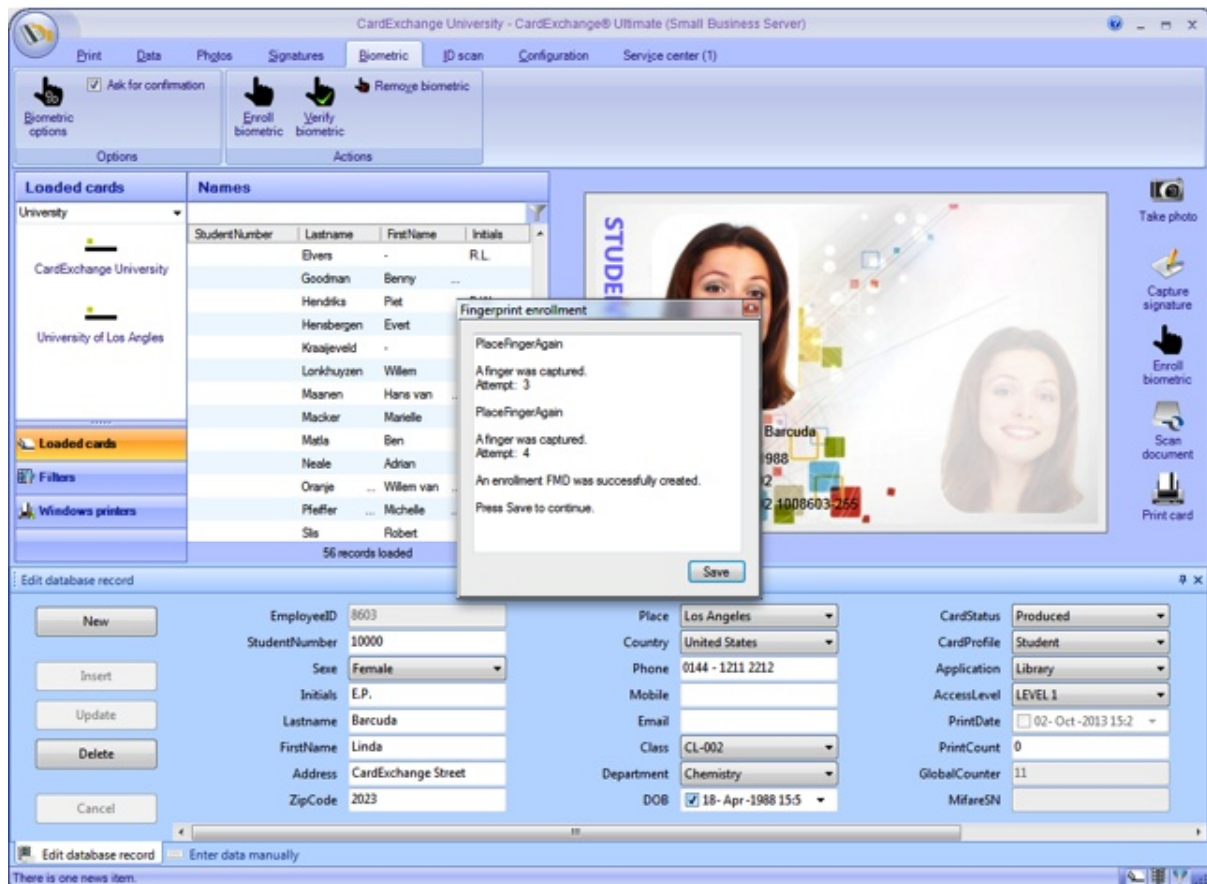 CardExchange University - CardExchange® Ultimate (Small Business Server)
Print Data Photos Signatures Biometric ID scan Configuration Service center (1)
Biometric options
Ask for confirmation
Options
Enroll biometric
Verify biometric
Remove biometric
Actions
Loaded cards
University
CardExchange University
University of Los Angles
Loaded cards
Filters
Windows printers
Names
StudentNumber Lastname FirstName Initials
Elvers - R.L.
Goodman Benny ...
Hendriks Piet
Hensbergen Evert
Kraaijeveld -
Lonkhuyzen Willem
Maanen Hans van
Macker Marielle
Matla Ben
Neale Adrian
Oranje ... Willem van
Pfeiffer ... Michelle
Slis Robert
56 records loaded
Fingerprint enrollment
PlaceFingerAgain
A finger was captured.
Attempt: 3
PlaceFingerAgain
A finger was captured.
Attempt: 4
An enrollment FMD was successfully created.
Press Save to continue.
Save
STUDE
Barcuda
988
02
02 1008603-255
Take photo
Capture signature
Enroll biometric
Scan document
Print card
Edit database record
New
Insert
Update
Delete
Cancel
EmployeeID 8603
StudentNumber 10000
Sexe Female
Initials E.P.
Lastname Barcuda
FirstName Linda
Address CardExchange Street
ZipCode 2023
Place Los Angeles
Country United States
Phone 0144 - 1211 2212
Mobile
Email
Class CL-002
Department Chemistry
DOB 18- Apr -1988 15:5
CardStatus Produced
CardProfile Student
Application Library
AccessLevel LEVEL 1
PrintDate 02- Oct -2013 15:2
PrintCount 0
GlobalCounter 11
MifareSN
Edit database record Enter data manually
There is one news item.